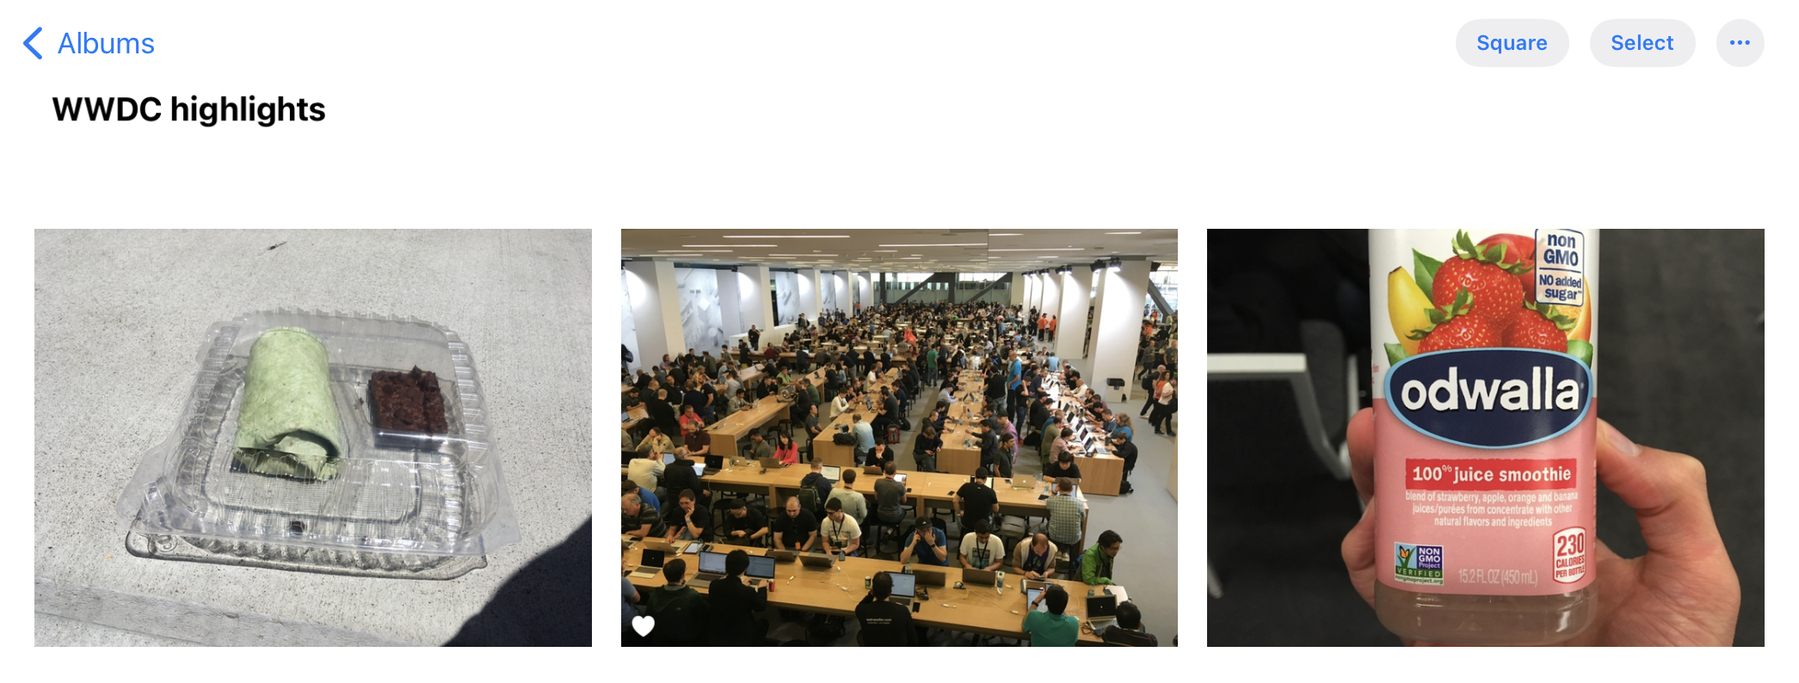 Albums
Square
Select
WWDC highlights
non
GMO
NO added
sugar
odwalla
100% juice smoothie
blend of strawberry, apple, orange and banana
juices/purées from concentrate with other
natural flavors and ingredients
NON
GMO
Project
VERIFIED
230
CALORIES
PER BOTTLE
15.2 FL OZ (450 mL)